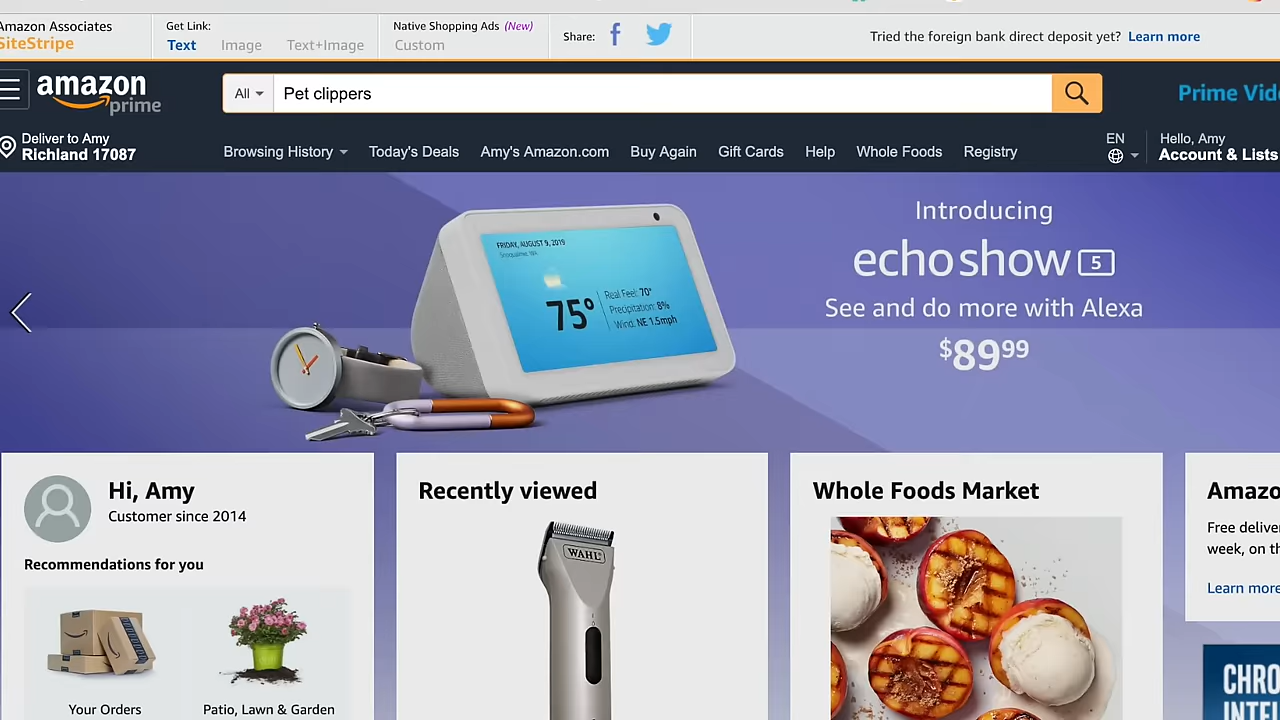 Amazon Associates
SiteStripe
Get Link:
Text Image Text+Image
Native Shopping Ads (New)
Custom
Share:
Tried the foreign bank direct deposit yet? Learn more
amazon prime
All
Pet clippers
Prime Vide
Deliver to Amy
Richland 17087
Browsing History Today's Deals Amy's Amazon.com Buy Again Gift Cards Help Whole Foods Registry
EN
Hello, Amy
Account & Lists
FRIDAY, AUGUST 9, 2019
Snoqualmie, WA
75°
Real Feel: 70°
Precipitation: 8%
Wind: NE 1.5mph
Introducing
echo show 5
See and do more with Alexa
$89.99
Hi, Amy
Customer since 2014
Recommendations for you
Your Orders
Patio, Lawn & Garden
Recently viewed
WAHL
Whole Foods Market
Amazo
Free deliver
week, on th
Learn more
CHRO
INTEL